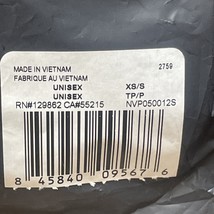 MADE IN VIETNAM 2759
FABRIQUE AU VIETNAM
UNISEX XS/S
UNISEX TP/P
RN#129862 CA#55215 NVP050012S
8 45840 09567 6